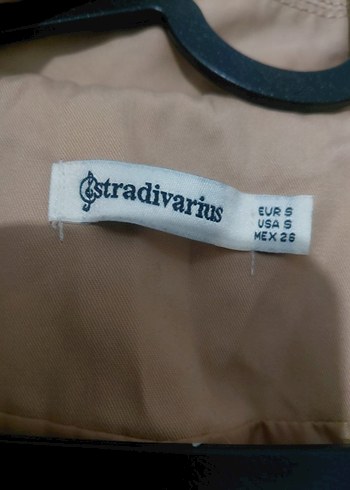 stradivarius
EUR S
USA S
MEX 26